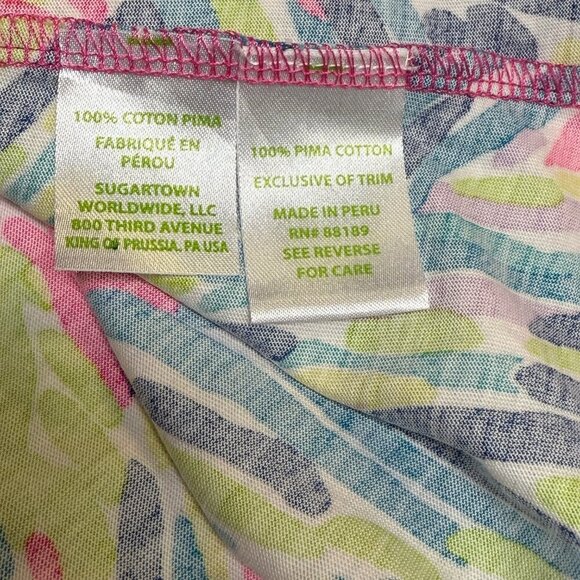 100% COTON PIMA
FABRIQUÉ EN
PÉROU
SUGARTOWN
WORLDWIDE, LLC
800 THIRD AVENUE
KING OF PRUSSIA, PA USA
100% PIMA COTTON
EXCLUSIVE OF TRIM
MADE IN PERU
RN# 88189
SEE REVERSE
FOR CARE